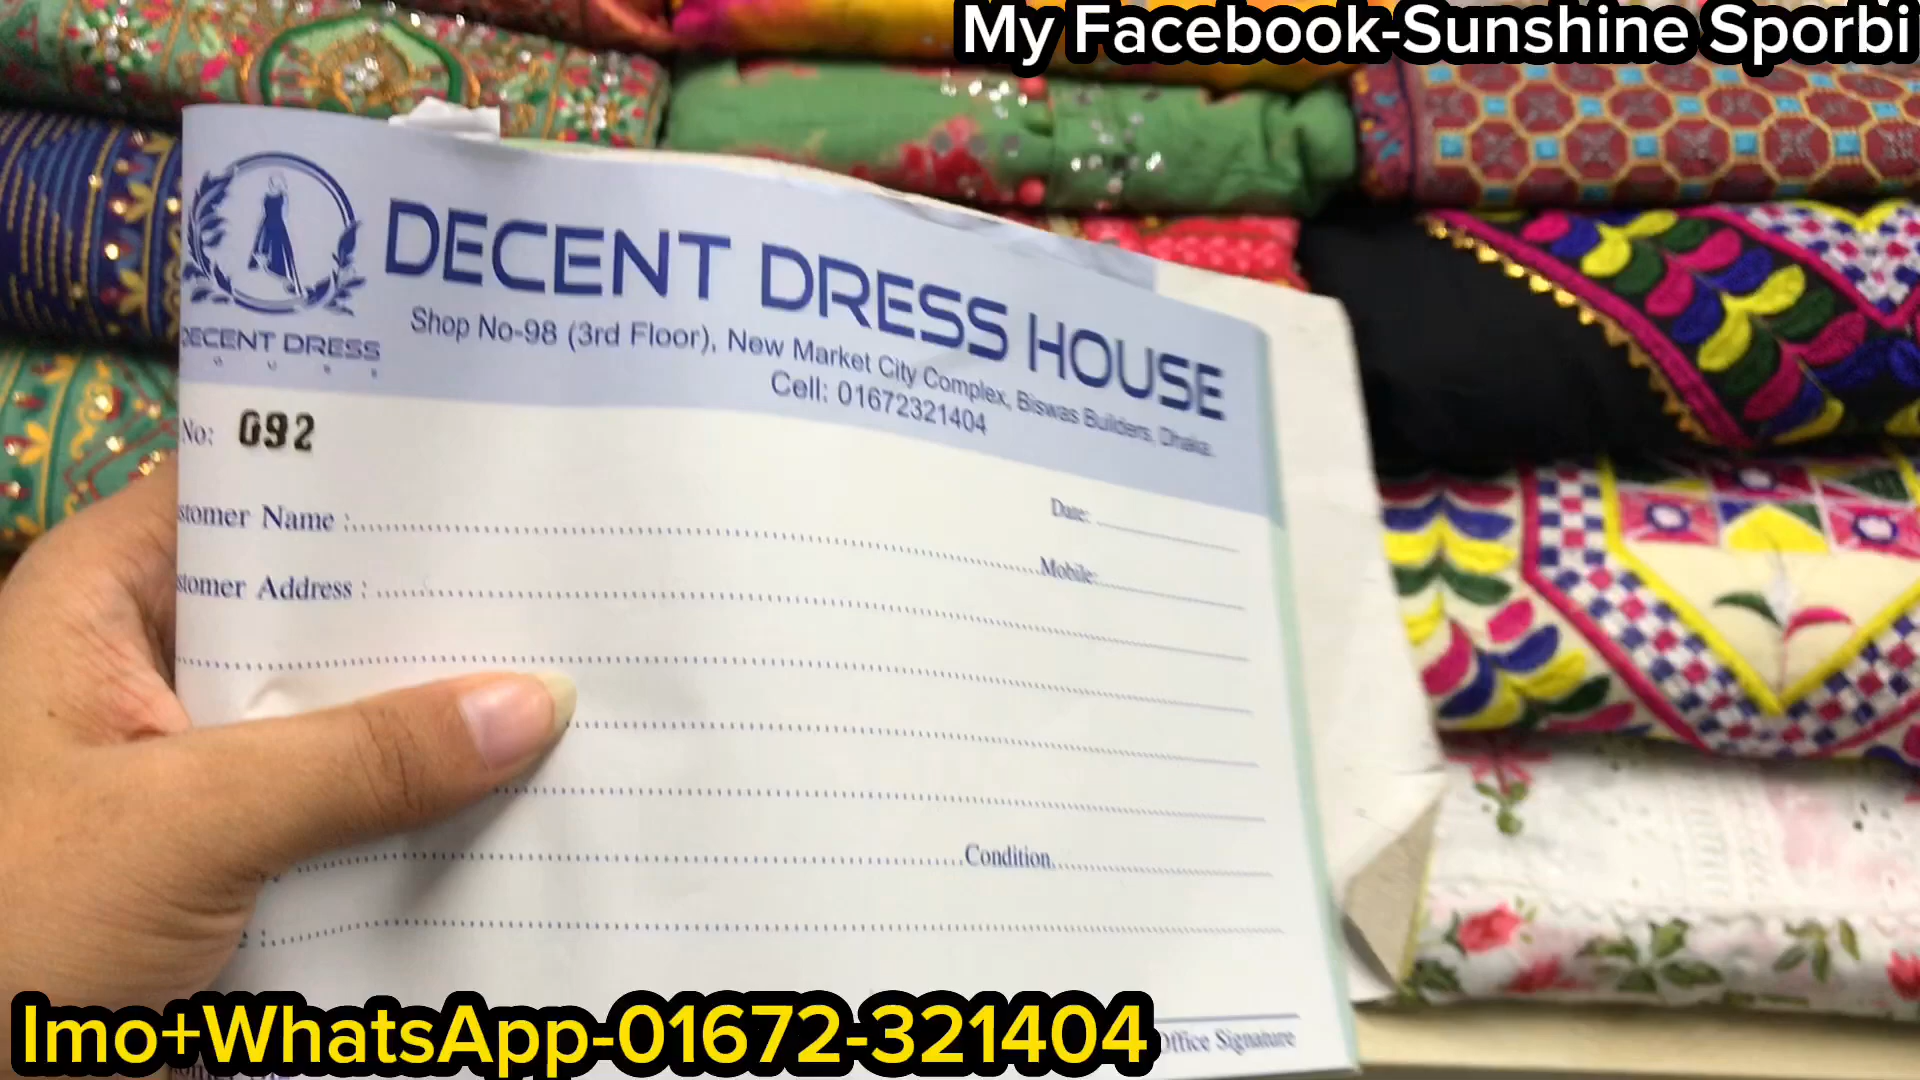 My Facebook-Sunshine Sporbi
DECENT DRESS HOUSE
Shop No-98 (3rd Floor), New Market City Complex, Biswas Builders, Dhaka.
Cell: 01672321404
DECENT DRESS
No: 092
Date:
stomer Name :
Mobile:
stomer Address :
Condition
Office Signature
Imo+WhatsApp-01672-321404